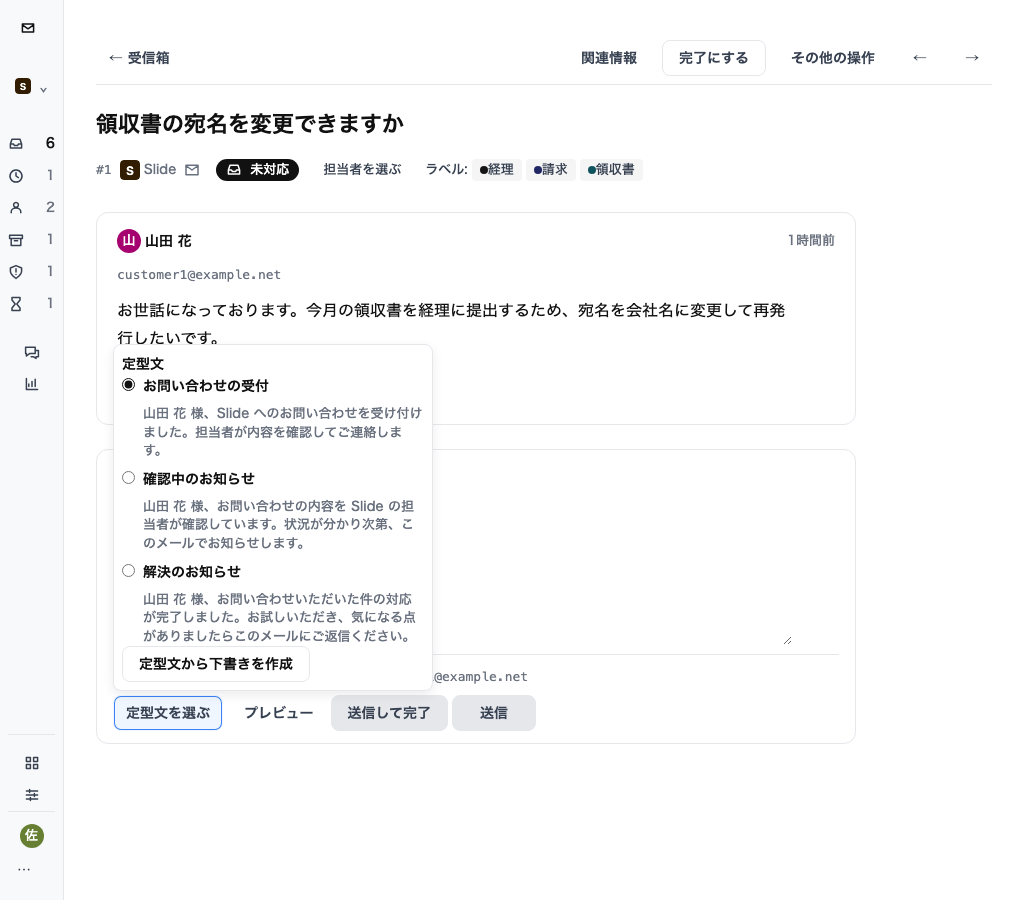 ← 受信箱 関連情報 完了にする その他の操作 ← →
S
領収書の宛名を変更できますか
6
#1 S Slide 未対応 担当者を選ぶ ラベル: 経理 請求 領収書
1
2
1
1
1
山 山田 花 1時間前
customer1@example.net
お世話になっております。今月の領収書を経理に提出するため、宛名を会社名に変更して再発
行したいです。
定型文
お問い合わせの受付
山田 花 様、Slide へのお問い合わせを受け付け
ました。担当者が内容を確認してご連絡しま
す。
確認中のお知らせ
山田 花 様、お問い合わせの内容を Slide の担
当者が確認しています。状況が分かり次第、こ
のメールでお知らせします。
解決のお知らせ
山田 花 様、お問い合わせいただいた件の対応
が完了しました。お試しいただき、気になる点
がありましたらこのメールにご返信ください。
定型文から下書きを作成
@example.net
定型文を選ぶ プレビュー 送信して完了 送信
佐
…